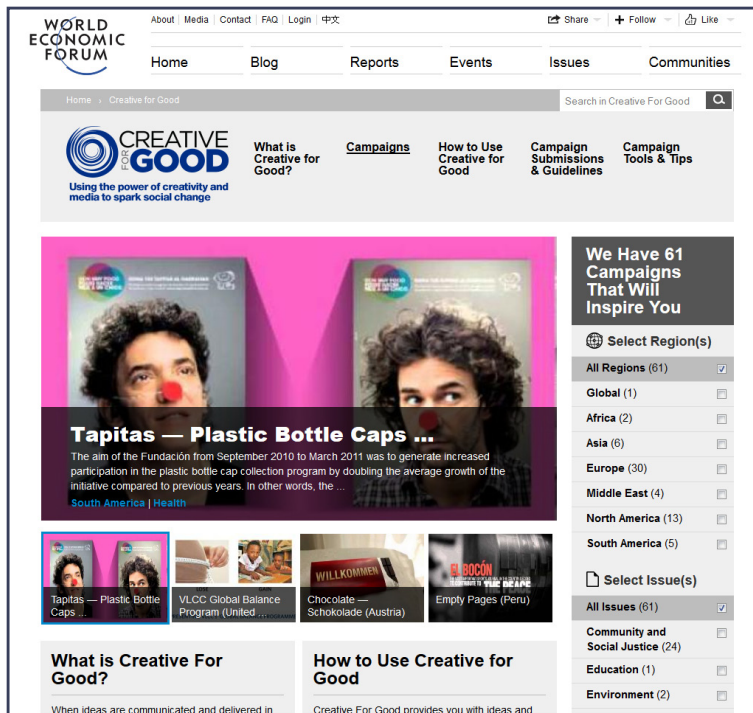 WORLD
ECONOMIC
FORUM
About | Media | Contact | FAQ | Login | 中文
Share
Follow
Like
Home
Blog
Reports
Events
Issues
Communities
Home › Creative for Good
Search in Creative For Good
CREATIVE
FOR
GOOD
Using the power of creativity and
media to spark social change
What is
Creative for
Good?
Campaigns
How to Use
Creative for
Good
Campaign
Submissions
& Guidelines
Campaign
Tools & Tips
Tapitas — Plastic Bottle Caps ...
The aim of the Fundación from September 2010 to March 2011 was to generate increased
participation in the plastic bottle cap collection program by doubling the average growth of the
initiative compared to previous years. In other words, the ...
South America | Health
We Have 61
Campaigns
That Will
Inspire You
Select Region(s)
All Regions (61)
Global (1)
Africa (2)
Asia (6)
Europe (30)
Middle East (4)
North America (13)
South America (5)
Select Issue(s)
All Issues (61)
Community and
Social Justice (24)
Education (1)
Environment (2)
Tapitas — Plastic Bottle
Caps ...
VLCC Global Balance
Program (United ...
WILLKOMMEN
Chocolate —
Schokolade (Austria)
EL BOCÓN
THE PEACE
Empty Pages (Peru)
What is Creative For
Good?
When ideas are communicated and delivered in
How to Use Creative for
Good
Creative For Good provides you with ideas and